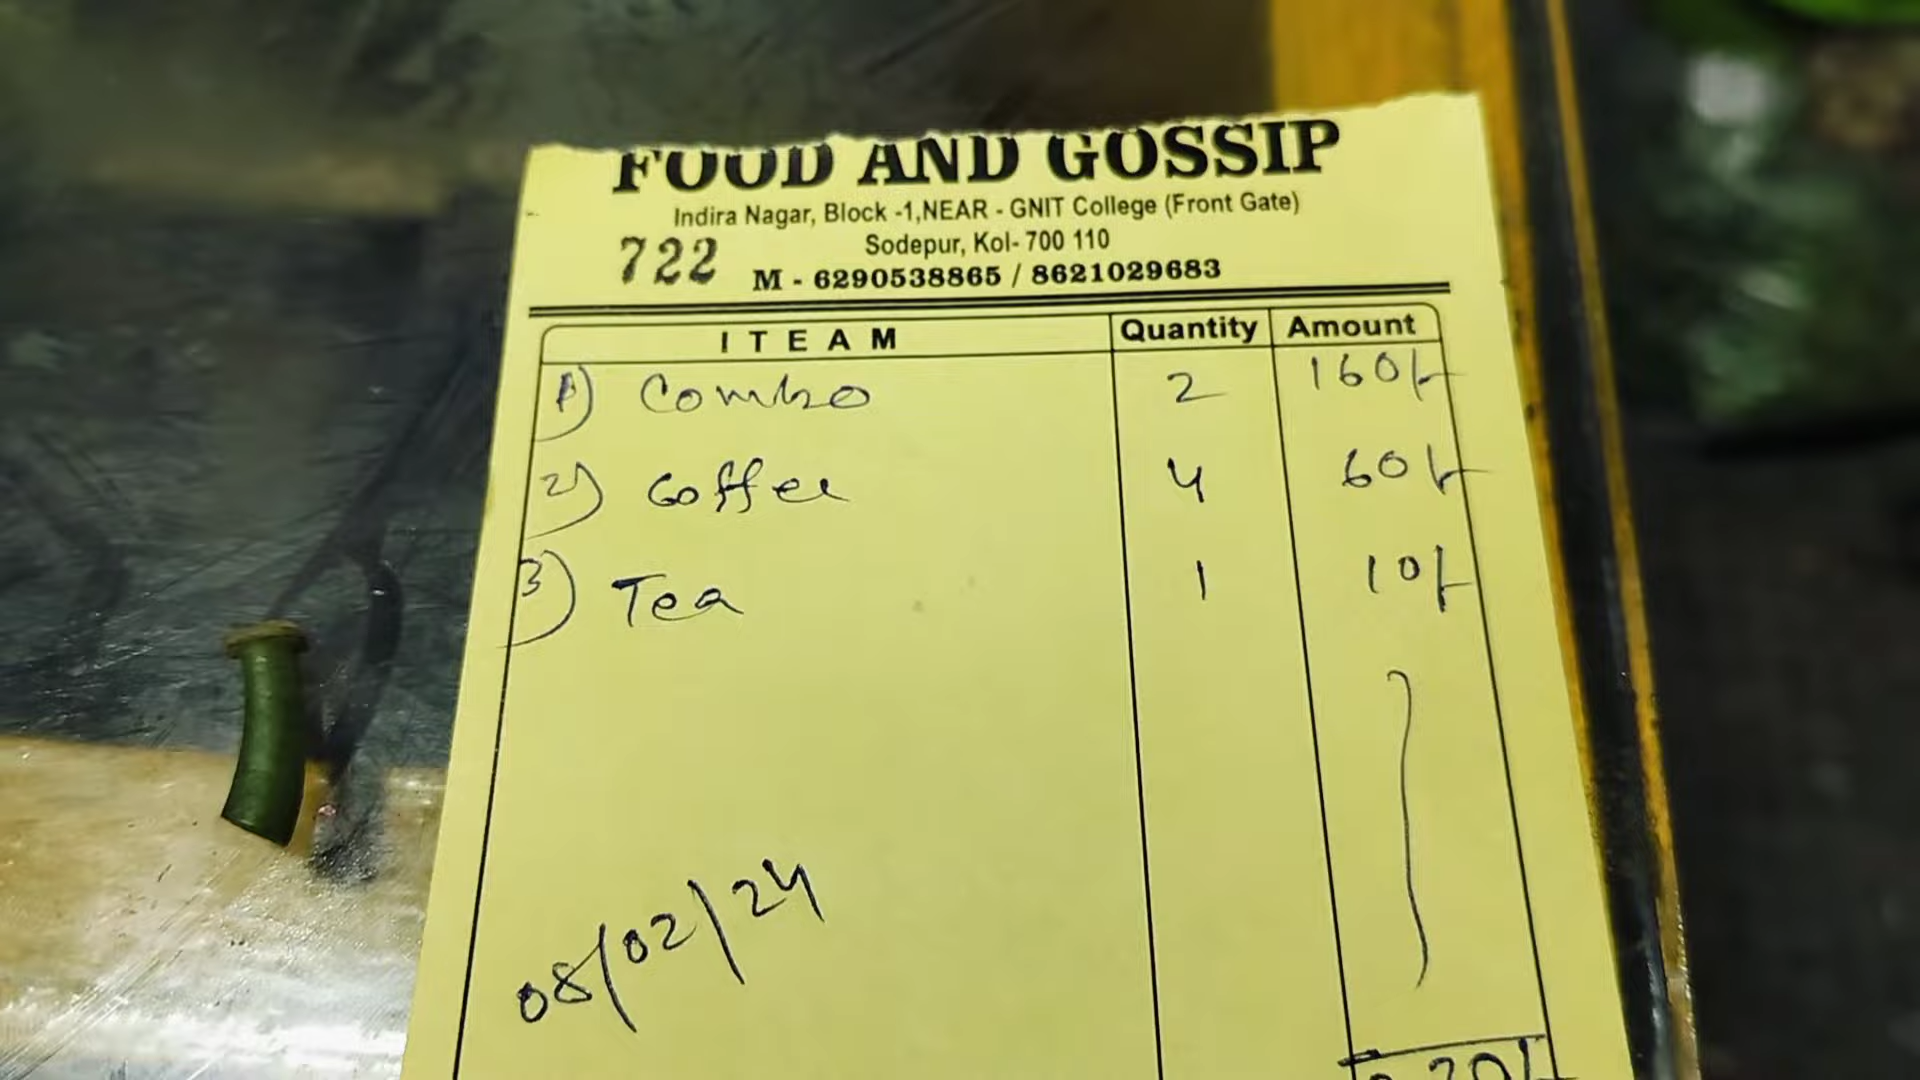 FOOD AND GOSSIP
Indira Nagar, Block -1,NEAR - GNIT College (Front Gate)
Sodepur, Kol- 700 110
722 M - 6290538865 / 8621029683
ITEAM Quantity Amount
1) Combo 2 160/-
2) Coffee 4 60/-
3) Tea 1 10/-
08/02/24